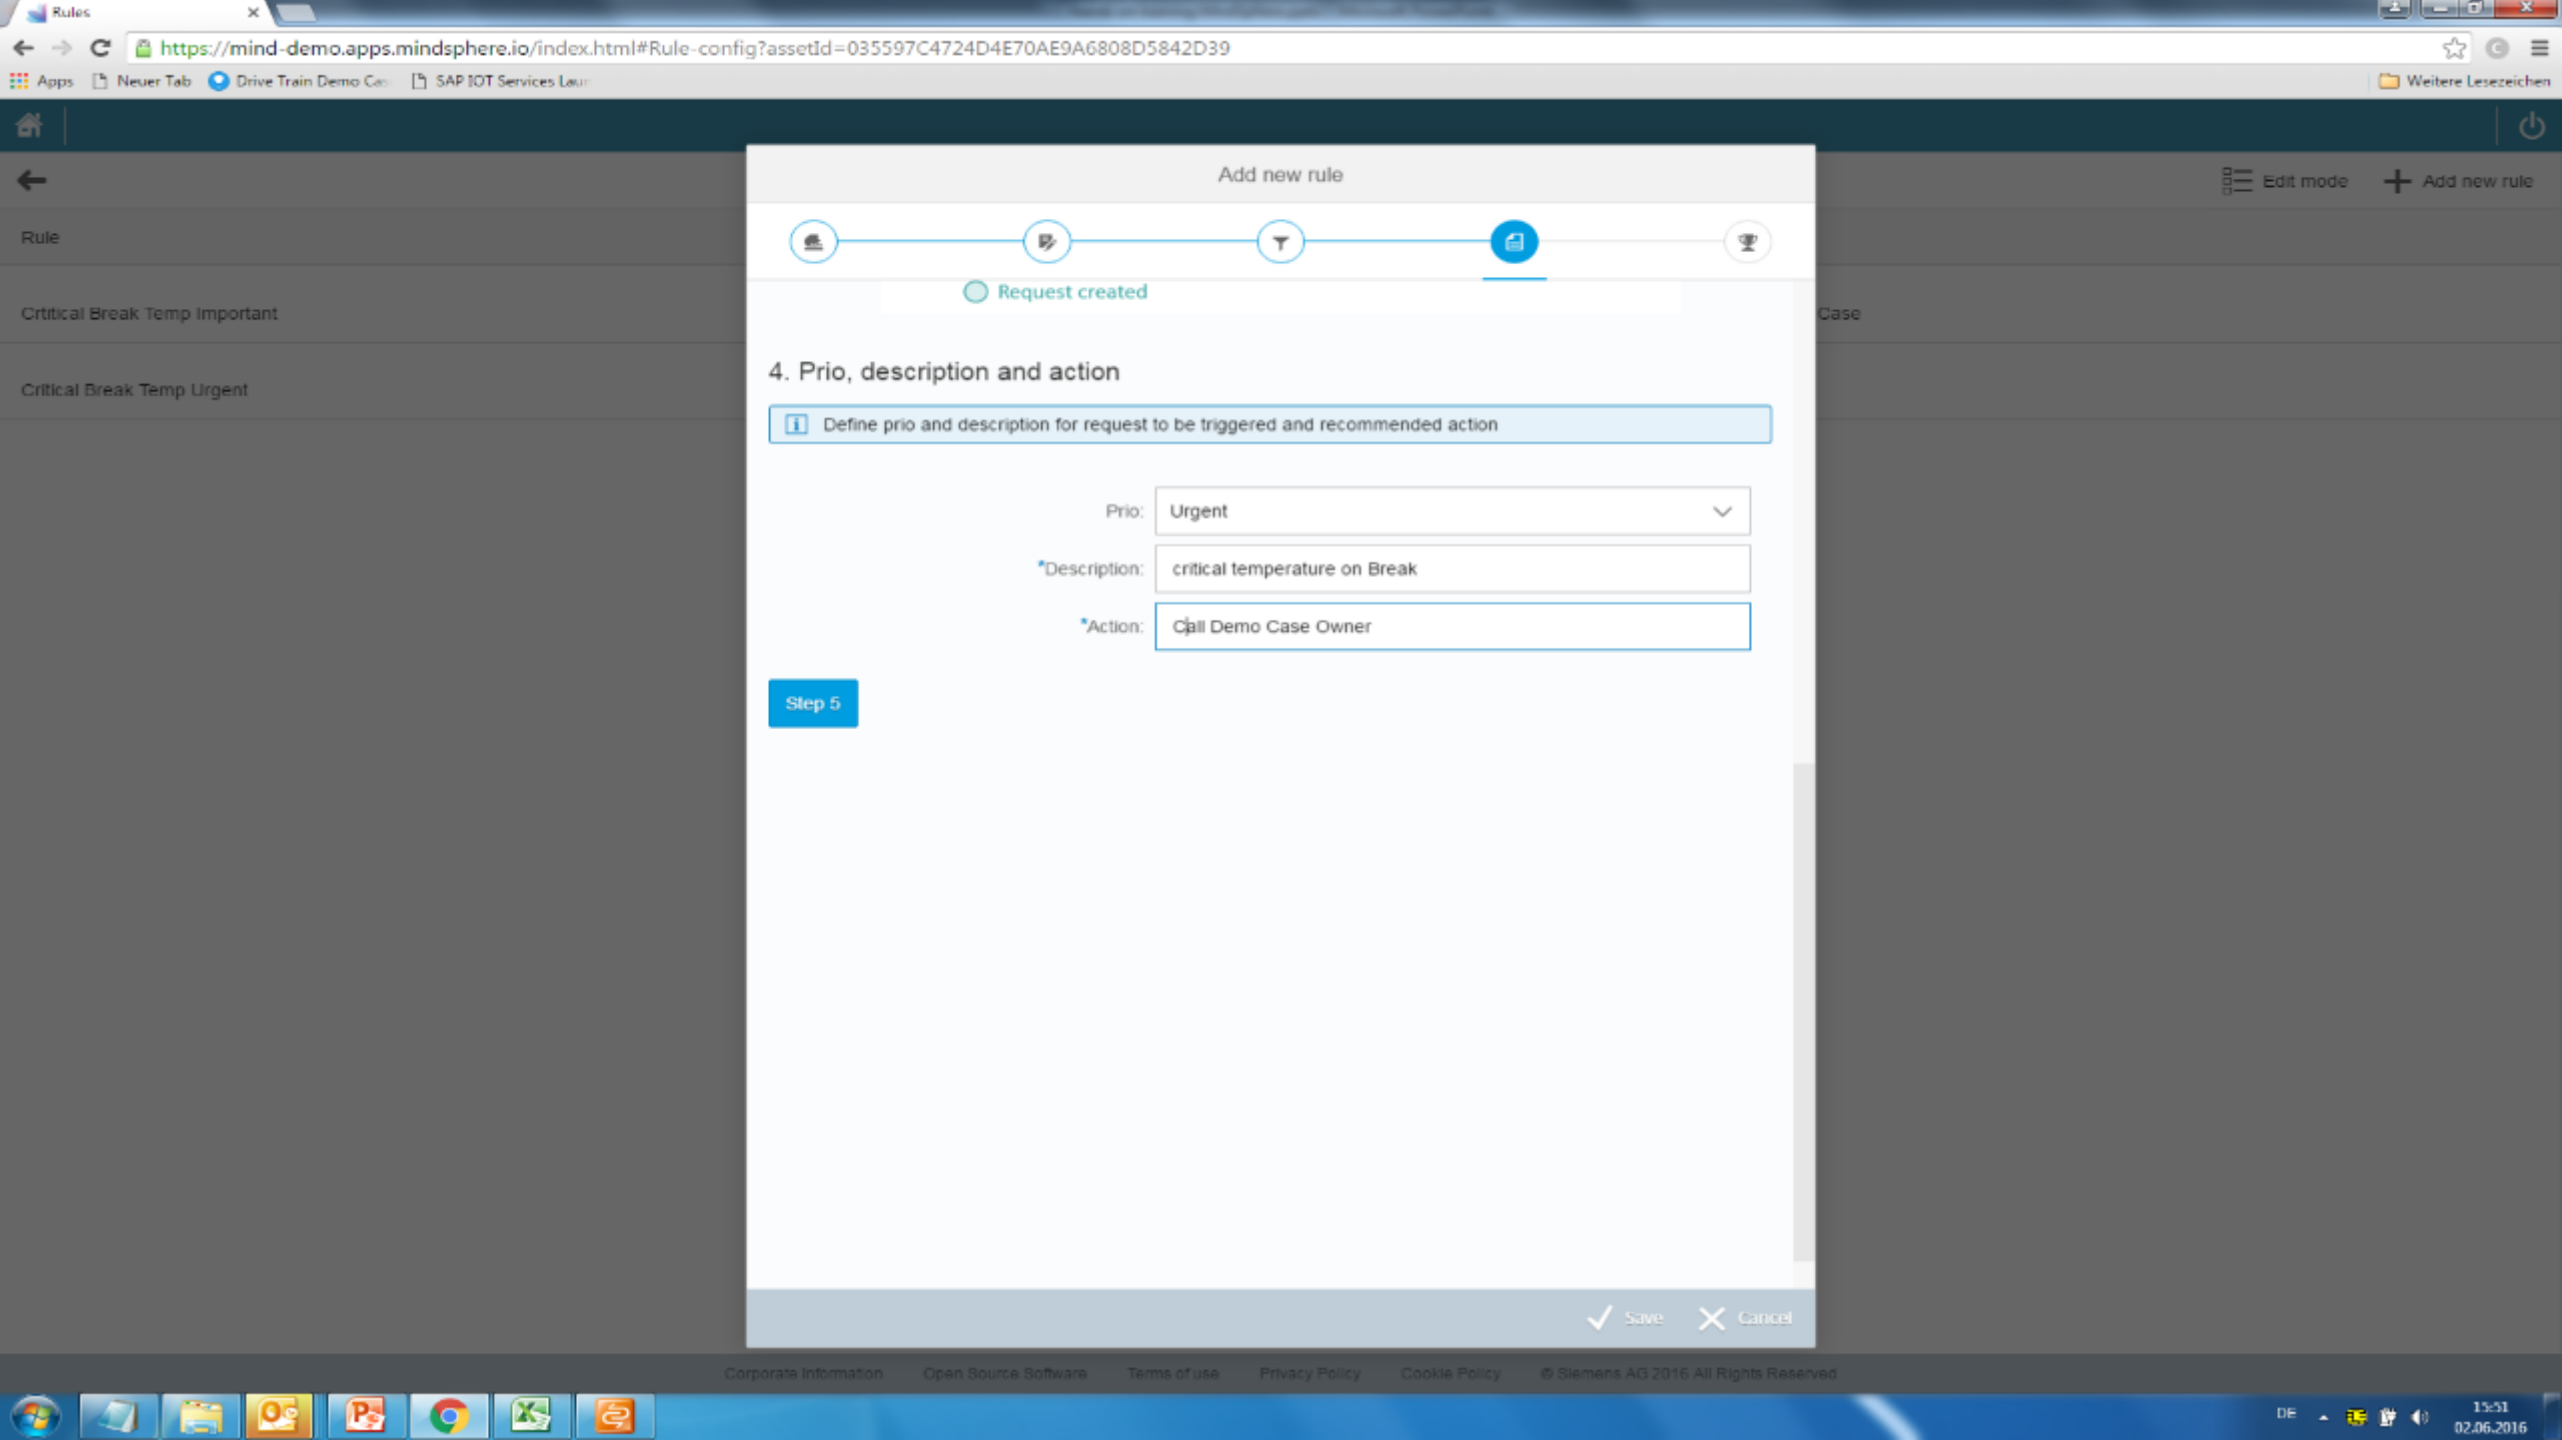 Rules
https://mind-demo.apps.mindsphere.io/index.html#Rule-config?assetId=035597C4724D4E70AE9A6808D5842D39
Apps Neuer Tab Drive Train Demo Cas SAP IOT Services Laun Weitere Lesezeichen
Add new rule
Edit mode Add new rule
Rule
Request created
Crtitical Break Temp Important
Case
4. Prio, description and action
Critical Break Temp Urgent
i Define prio and description for request to be triggered and recommended action
Prio: Urgent
*Description: critical temperature on Break
*Action: Call Demo Case Owner
Step 5
Save Cancel
Corporate Information Open Source Software Terms of use Privacy Policy Cookie Policy © Siemens AG 2016 All Rights Reserved
DE
15:51
02.06.2016